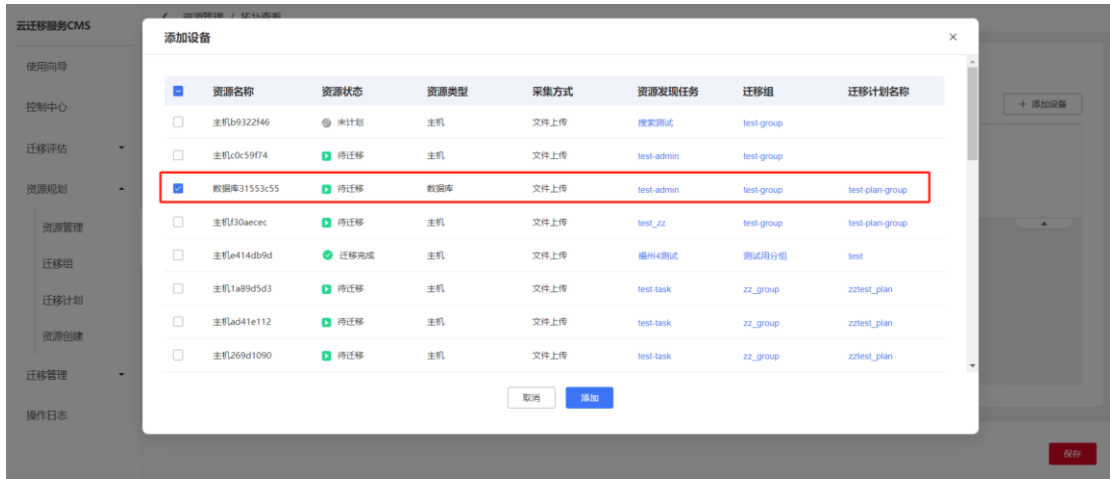 云迁移服务CMS
资源管理 / 拓扑查看
使用向导
控制中心
迁移评估
资源规划
资源管理
迁移组
迁移计划
资源创建
迁移管理
操作日志
+ 添加设备
添加设备 ×
资源名称 资源状态 资源类型 采集方式 资源发现任务 迁移组 迁移计划名称
主机b9322f46 未计划 主机 文件上传 搜索测试 test-group
主机c0c59f74 待迁移 主机 文件上传 test-admin test-group
数据库31553c55 待迁移 数据库 文件上传 test-admin test-group test-plan-group
主机f30aecec 待迁移 主机 文件上传 test_zz test-group test-plan-group
主机e414db9d 迁移完成 主机 文件上传 福州4测试 测试用分组 test
主机1a89d5d3 待迁移 主机 文件上传 test-task zz_group zztest_plan
主机ad41e112 待迁移 主机 文件上传 test-task zz_group zztest_plan
主机269d1090 待迁移 主机 文件上传 test-task zz_group zztest_plan
取消 添加
保存